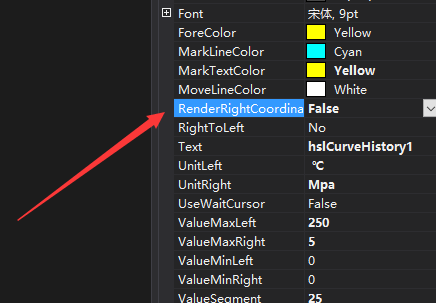 Font 宋体, 9pt
ForeColor Yellow
MarkLineColor Cyan
MarkTextColor Yellow
MoveLineColor White
RenderRightCoordina False
RightToLeft No
Text hslCurveHistory1
UnitLeft ℃
UnitRight Mpa
UseWaitCursor False
ValueMaxLeft 250
ValueMaxRight 5
ValueMinLeft 0
ValueMinRight 0
ValueSegment 25